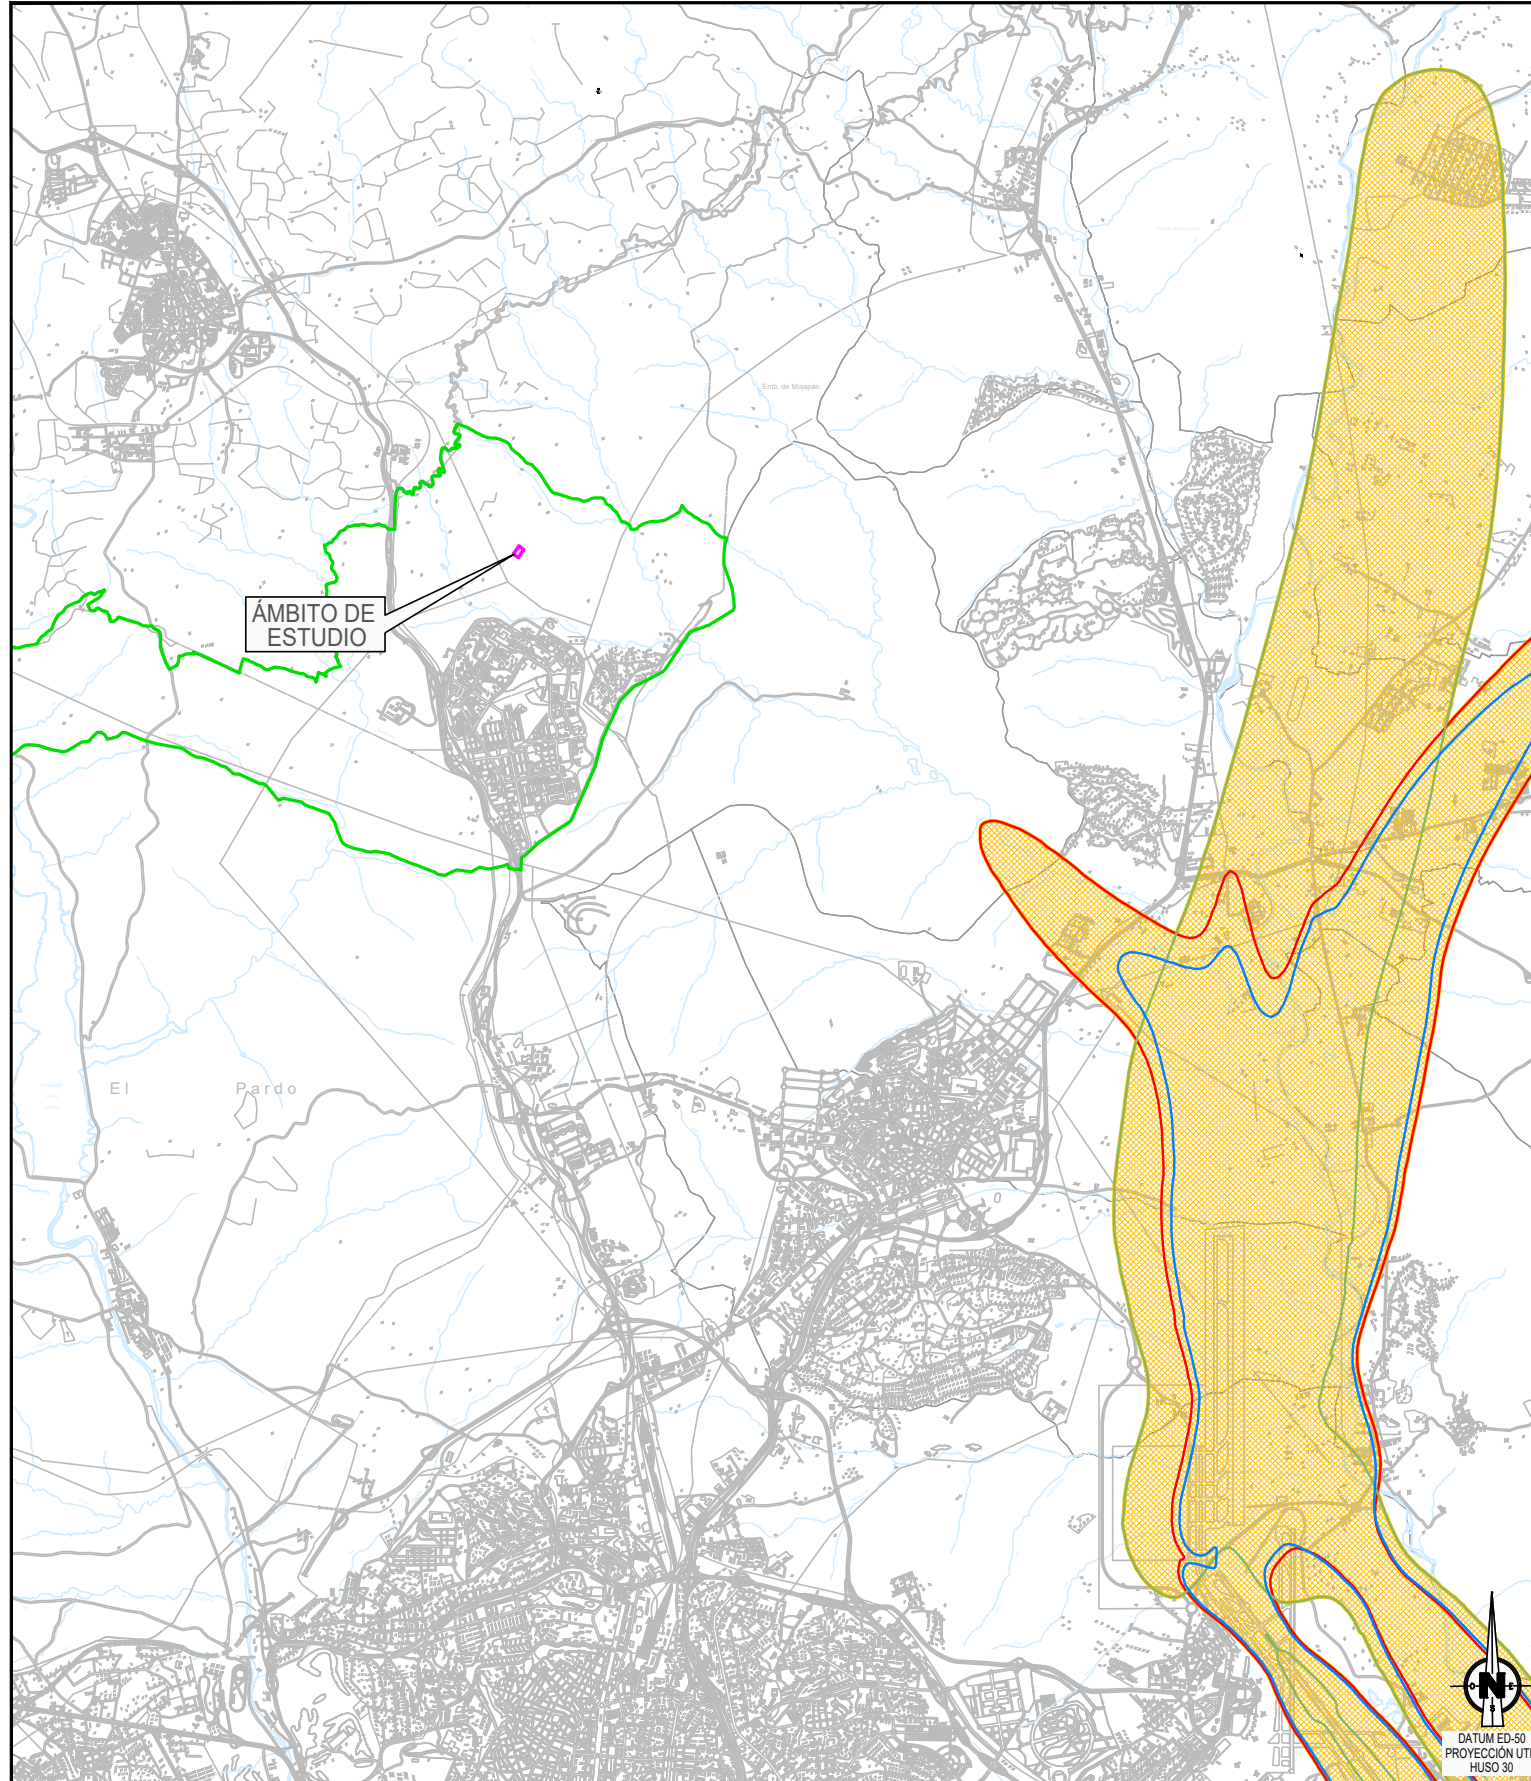 Emb. de Mojapán
ÁMBITO DE
ESTUDIO
El Pardo
N
O
E
S
DATUM ED-50
PROYECCIÓN UT
HUSO 30